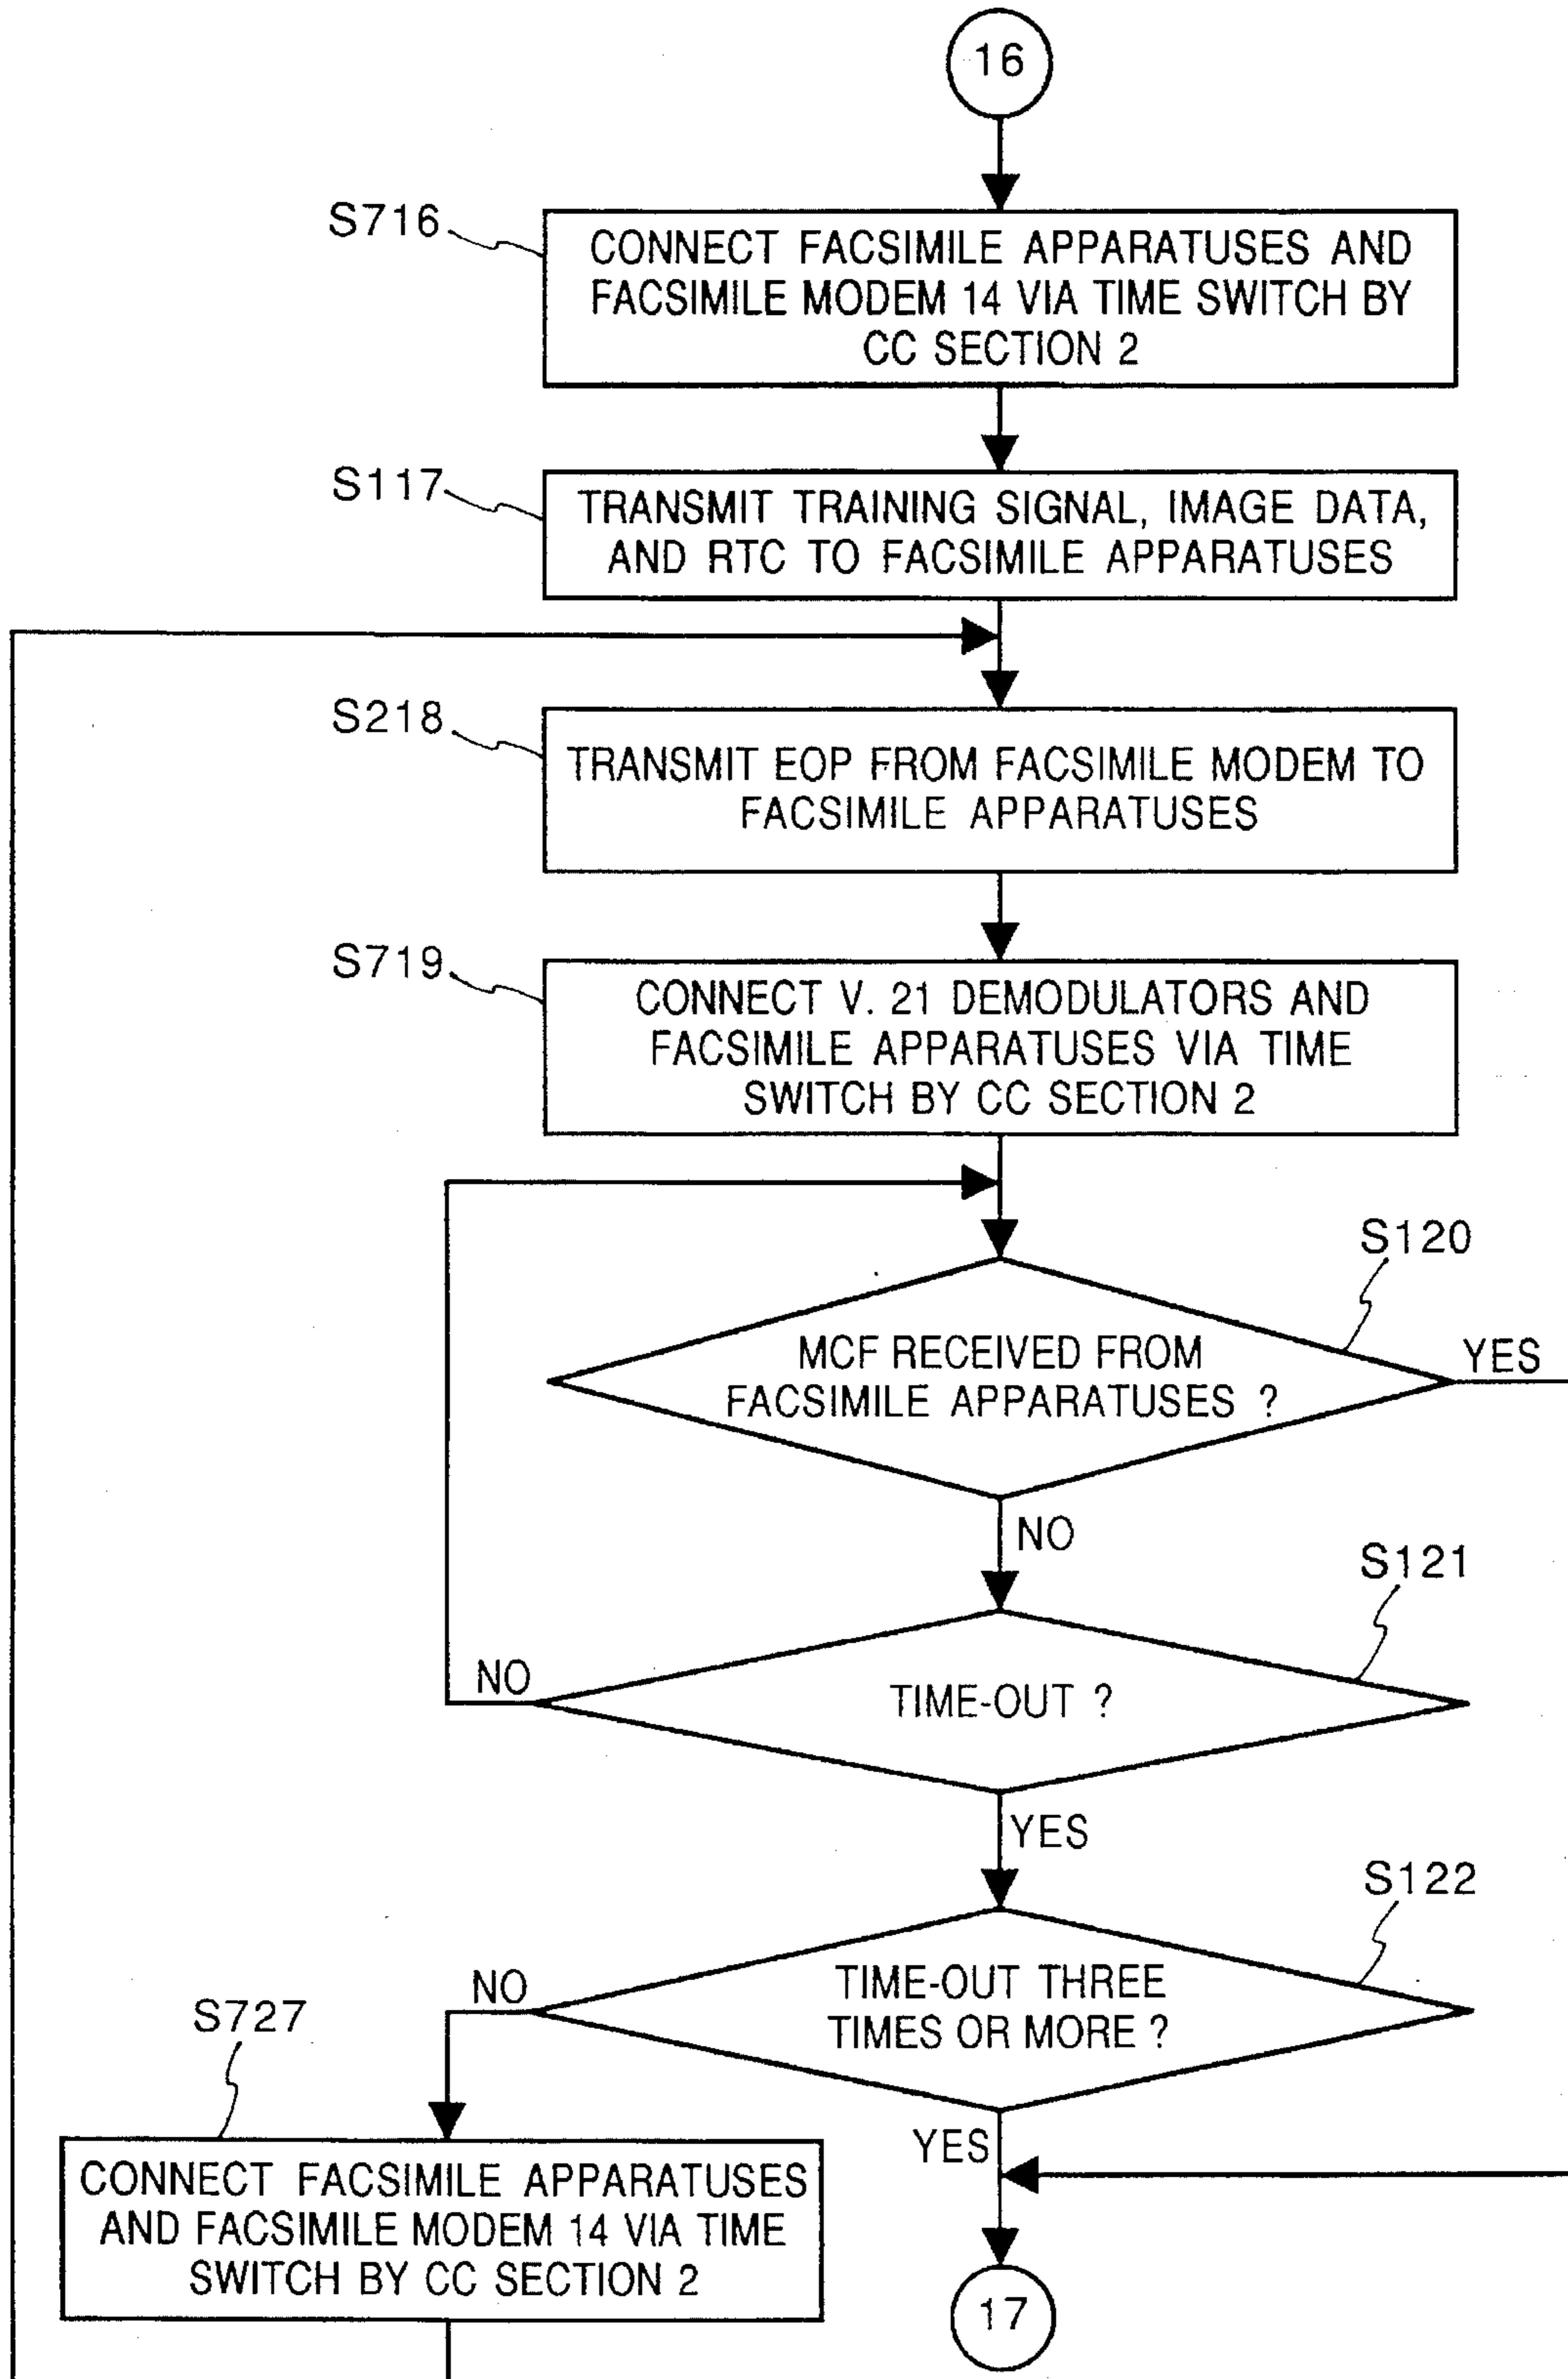 16
S716
CONNECT FACSIMILE APPARATUSES AND
FACSIMILE MODEM 14 VIA TIME SWITCH BY
CC SECTION 2
S117
TRANSMIT TRAINING SIGNAL, IMAGE DATA,
AND RTC TO FACSIMILE APPARATUSES
S218
TRANSMIT EOP FROM FACSIMILE MODEM TO
FACSIMILE APPARATUSES
S719
CONNECT V. 21 DEMODULATORS AND
FACSIMILE APPARATUSES VIA TIME
SWITCH BY CC SECTION 2
S120
MCF RECEIVED FROM
FACSIMILE APPARATUSES ?
YES
NO
S121
TIME-OUT ?
NO
YES
S122
TIME-OUT THREE
TIMES OR MORE ?
NO
YES
S727
CONNECT FACSIMILE APPARATUSES
AND FACSIMILE MODEM 14 VIA TIME
SWITCH BY CC SECTION 2
17